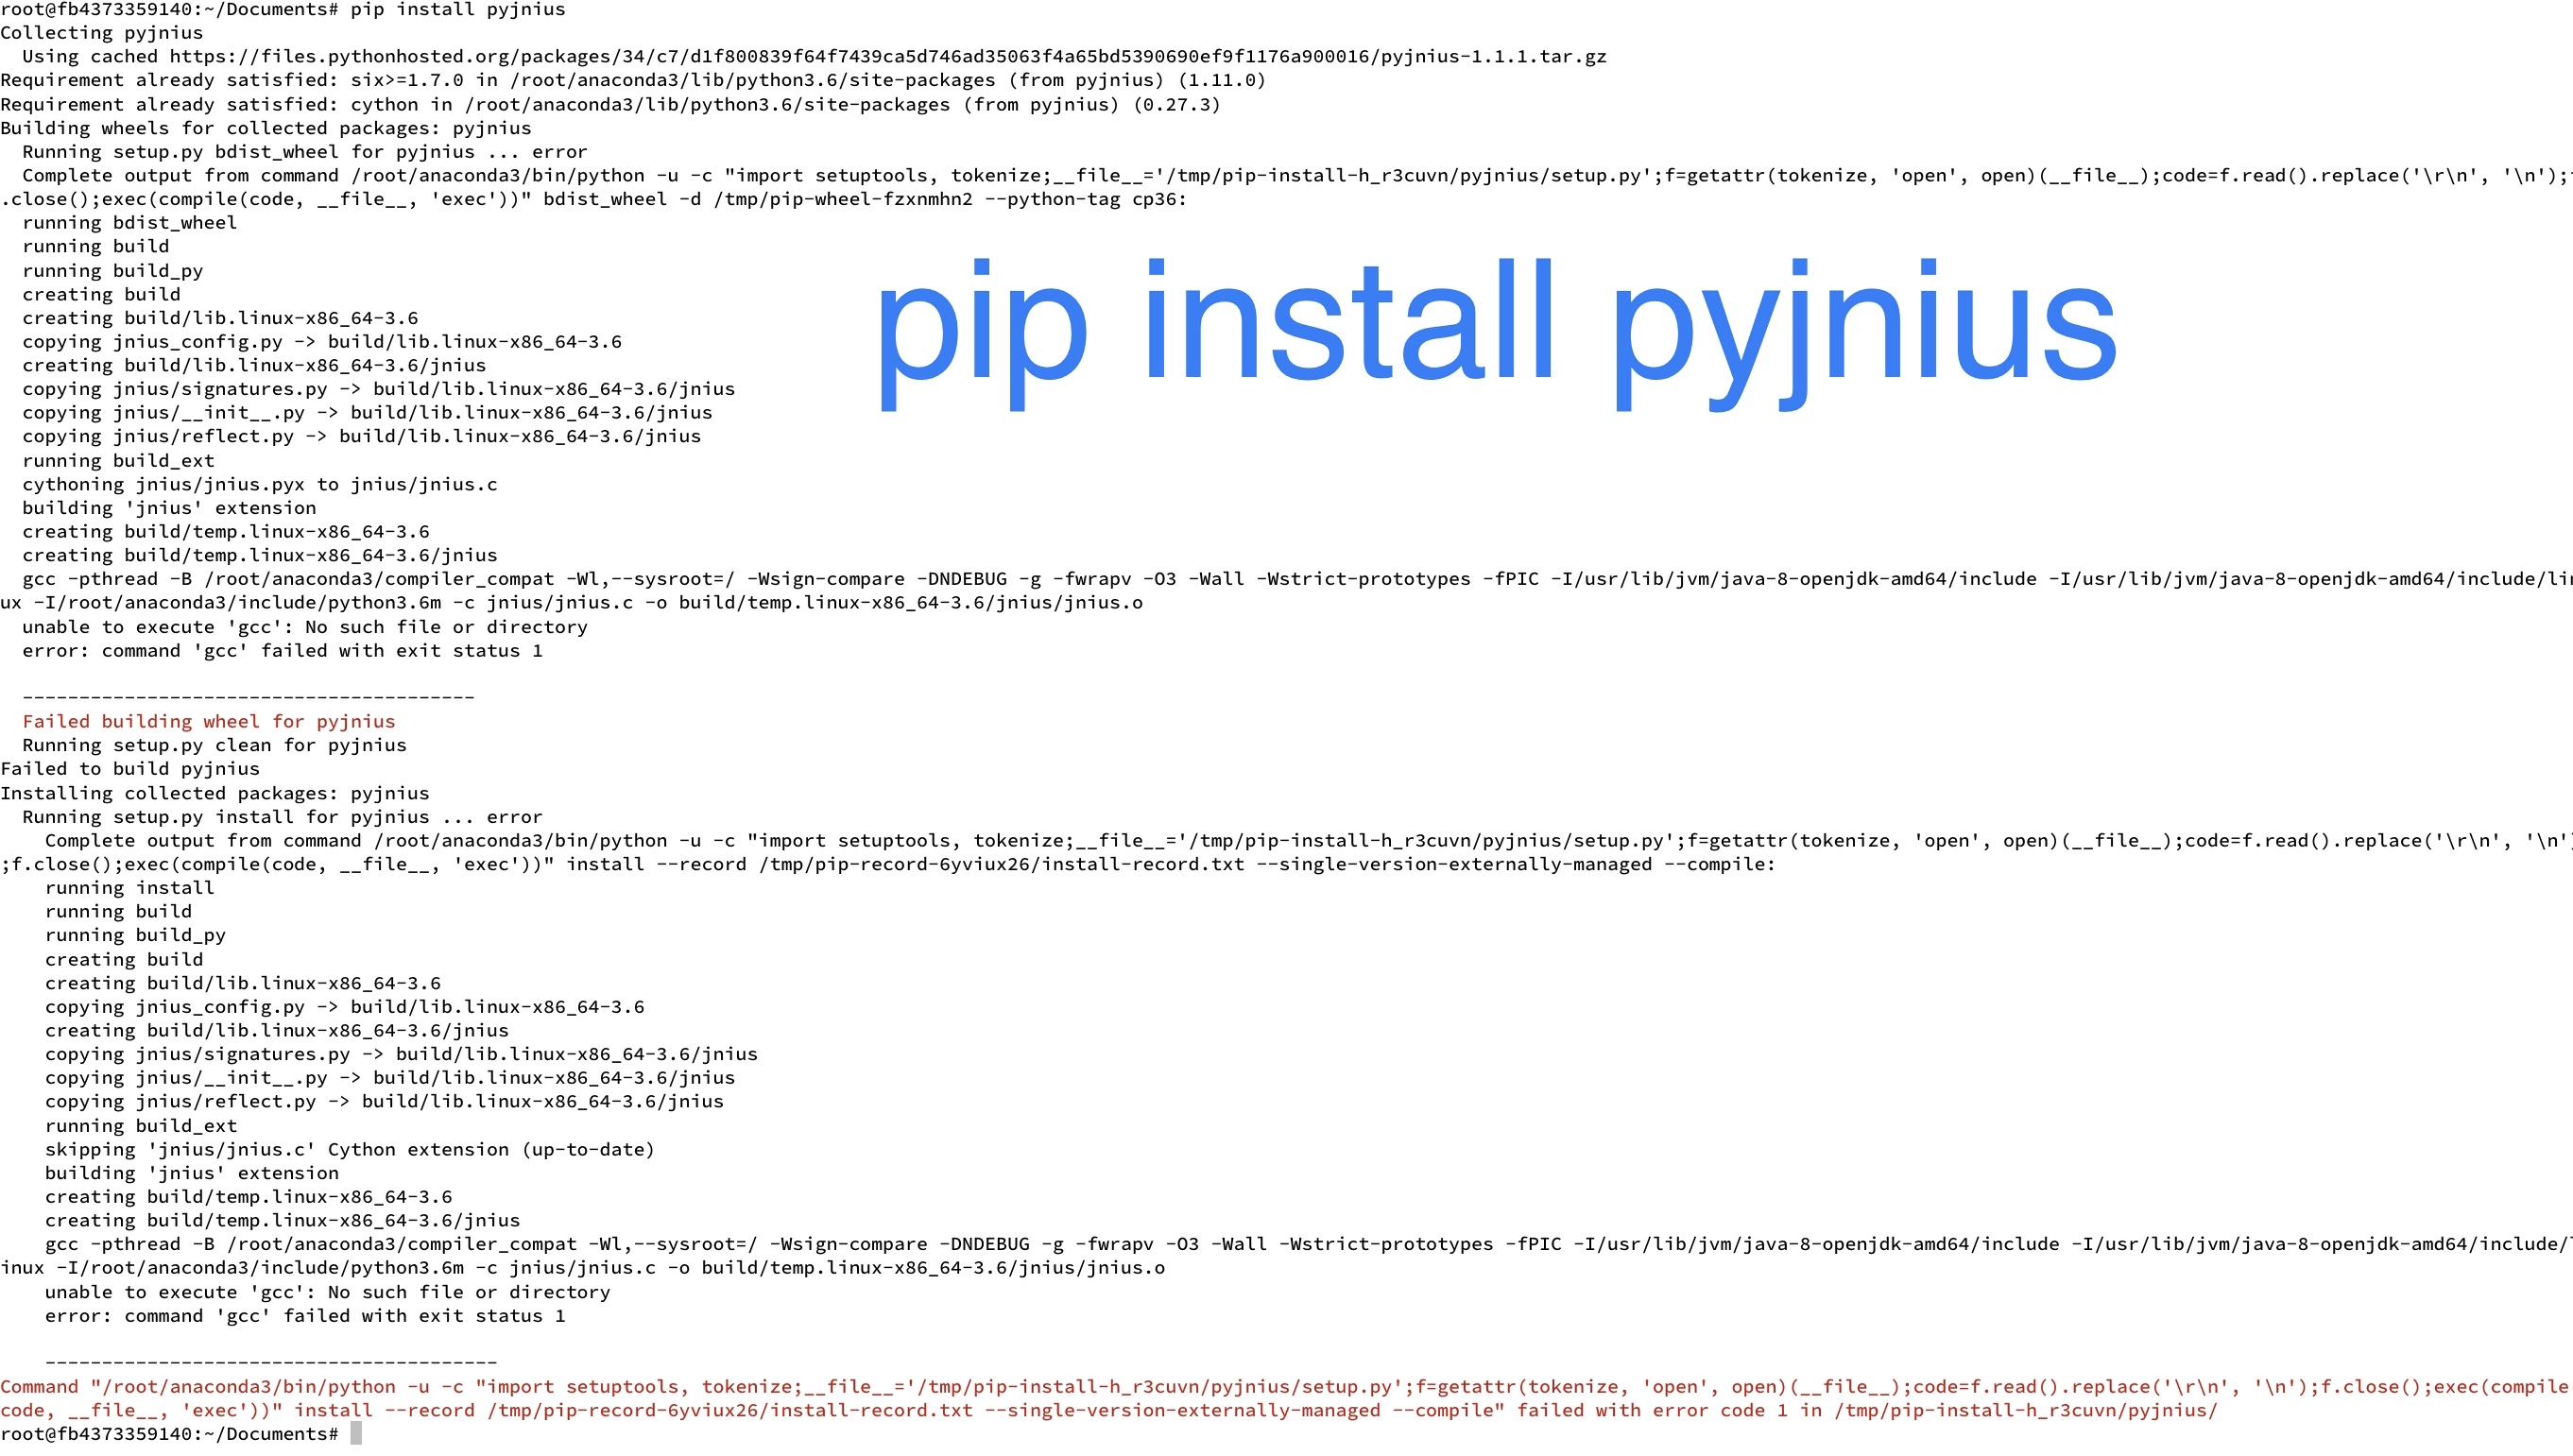 root@fb4373359140:~/Documents# pip install pyjnius
Collecting pyjnius
  Using cached https://files.pythonhosted.org/packages/34/c7/d1f800839f64f7439ca5d746ad35063f4a65bd5390690ef9f1176a900016/pyjnius-1.1.1.tar.gz
Requirement already satisfied: six>=1.7.0 in /root/anaconda3/lib/python3.6/site-packages (from pyjnius) (1.11.0)
Requirement already satisfied: cython in /root/anaconda3/lib/python3.6/site-packages (from pyjnius) (0.27.3)
Building wheels for collected packages: pyjnius
  Running setup.py bdist_wheel for pyjnius ... error
  Complete output from command /root/anaconda3/bin/python -u -c "import setuptools, tokenize;__file__='/tmp/pip-install-h_r3cuvn/pyjnius/setup.py';f=getattr(tokenize, 'open', open)(__file__);code=f.read().replace('\r\n', '\n');
.close();exec(compile(code, __file__, 'exec'))" bdist_wheel -d /tmp/pip-wheel-fzxnmhn2 --python-tag cp36:
  running bdist_wheel
  running build
  running build_py
  creating build
  creating build/lib.linux-x86_64-3.6
  copying jnius_config.py -> build/lib.linux-x86_64-3.6
  creating build/lib.linux-x86_64-3.6/jnius
  copying jnius/signatures.py -> build/lib.linux-x86_64-3.6/jnius
  copying jnius/__init__.py -> build/lib.linux-x86_64-3.6/jnius
  copying jnius/reflect.py -> build/lib.linux-x86_64-3.6/jnius
pip install pyjnius
  running build_ext
  cythoning jnius/jnius.pyx to jnius/jnius.c
  building 'jnius' extension
  creating build/temp.linux-x86_64-3.6
  creating build/temp.linux-x86_64-3.6/jnius
  gcc -pthread -B /root/anaconda3/compiler_compat -Wl,--sysroot=/ -Wsign-compare -DNDEBUG -g -fwrapv -O3 -Wall -Wstrict-prototypes -fPIC -I/usr/lib/jvm/java-8-openjdk-amd64/include -I/usr/lib/jvm/java-8-openjdk-amd64/include/lin
ux -I/root/anaconda3/include/python3.6m -c jnius/jnius.c -o build/temp.linux-x86_64-3.6/jnius/jnius.o
  unable to execute 'gcc': No such file or directory
  error: command 'gcc' failed with exit status 1
  ----------------------------------------
  Failed building wheel for pyjnius
  Running setup.py clean for pyjnius
Failed to build pyjnius
Installing collected packages: pyjnius
  Running setup.py install for pyjnius ... error
    Complete output from command /root/anaconda3/bin/python -u -c "import setuptools, tokenize;__file__='/tmp/pip-install-h_r3cuvn/pyjnius/setup.py';f=getattr(tokenize, 'open', open)(__file__);code=f.read().replace('\r\n', '\n')
;f.close();exec(compile(code, __file__, 'exec'))" install --record /tmp/pip-record-6yviux26/install-record.txt --single-version-externally-managed --compile:
    running install
    running build
    running build_py
    creating build
    creating build/lib.linux-x86_64-3.6
    copying jnius_config.py -> build/lib.linux-x86_64-3.6
    creating build/lib.linux-x86_64-3.6/jnius
    copying jnius/signatures.py -> build/lib.linux-x86_64-3.6/jnius
    copying jnius/__init__.py -> build/lib.linux-x86_64-3.6/jnius
    copying jnius/reflect.py -> build/lib.linux-x86_64-3.6/jnius
    running build_ext
    skipping 'jnius/jnius.c' Cython extension (up-to-date)
    building 'jnius' extension
    creating build/temp.linux-x86_64-3.6
    creating build/temp.linux-x86_64-3.6/jnius
    gcc -pthread -B /root/anaconda3/compiler_compat -Wl,--sysroot=/ -Wsign-compare -DNDEBUG -g -fwrapv -O3 -Wall -Wstrict-prototypes -fPIC -I/usr/lib/jvm/java-8-openjdk-amd64/include -I/usr/lib/jvm/java-8-openjdk-amd64/include/
inux -I/root/anaconda3/include/python3.6m -c jnius/jnius.c -o build/temp.linux-x86_64-3.6/jnius/jnius.o
    unable to execute 'gcc': No such file or directory
    error: command 'gcc' failed with exit status 1
    ----------------------------------------
Command "/root/anaconda3/bin/python -u -c "import setuptools, tokenize;__file__='/tmp/pip-install-h_r3cuvn/pyjnius/setup.py';f=getattr(tokenize, 'open', open)(__file__);code=f.read().replace('\r\n', '\n');f.close();exec(compile
code, __file__, 'exec'))" install --record /tmp/pip-record-6yviux26/install-record.txt --single-version-externally-managed --compile" failed with error code 1 in /tmp/pip-install-h_r3cuvn/pyjnius/
root@fb4373359140:~/Documents#